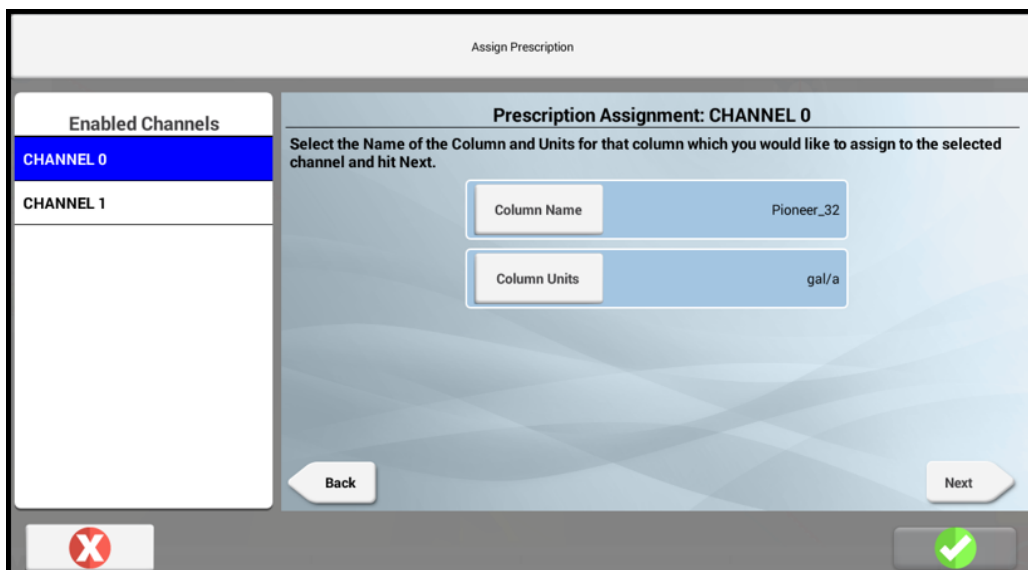 Assign Prescription
Enabled Channels
CHANNEL 0
CHANNEL 1
Prescription Assignment: CHANNEL 0
Select the Name of the Column and Units for that column which you would like to assign to the selected
channel and hit Next.
Column Name
Pioneer_32
Column Units
gal/a
Back
Next